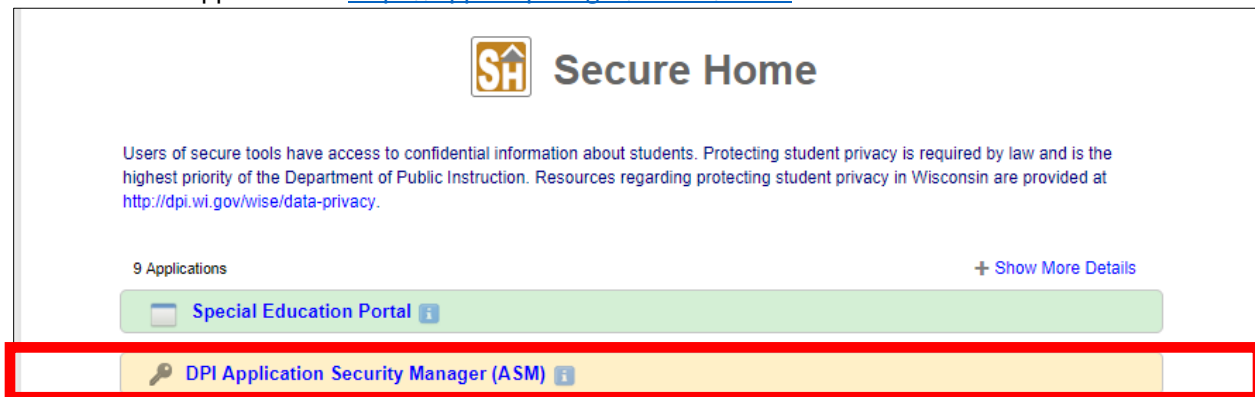 SH Secure Home
Users of secure tools have access to confidential information about students. Protecting student privacy is required by law and is the
highest priority of the Department of Public Instruction. Resources regarding protecting student privacy in Wisconsin are provided at
http://dpi.wi.gov/wise/data-privacy.
9 Applications + Show More Details
Special Education Portal i
DPI Application Security Manager (ASM) i